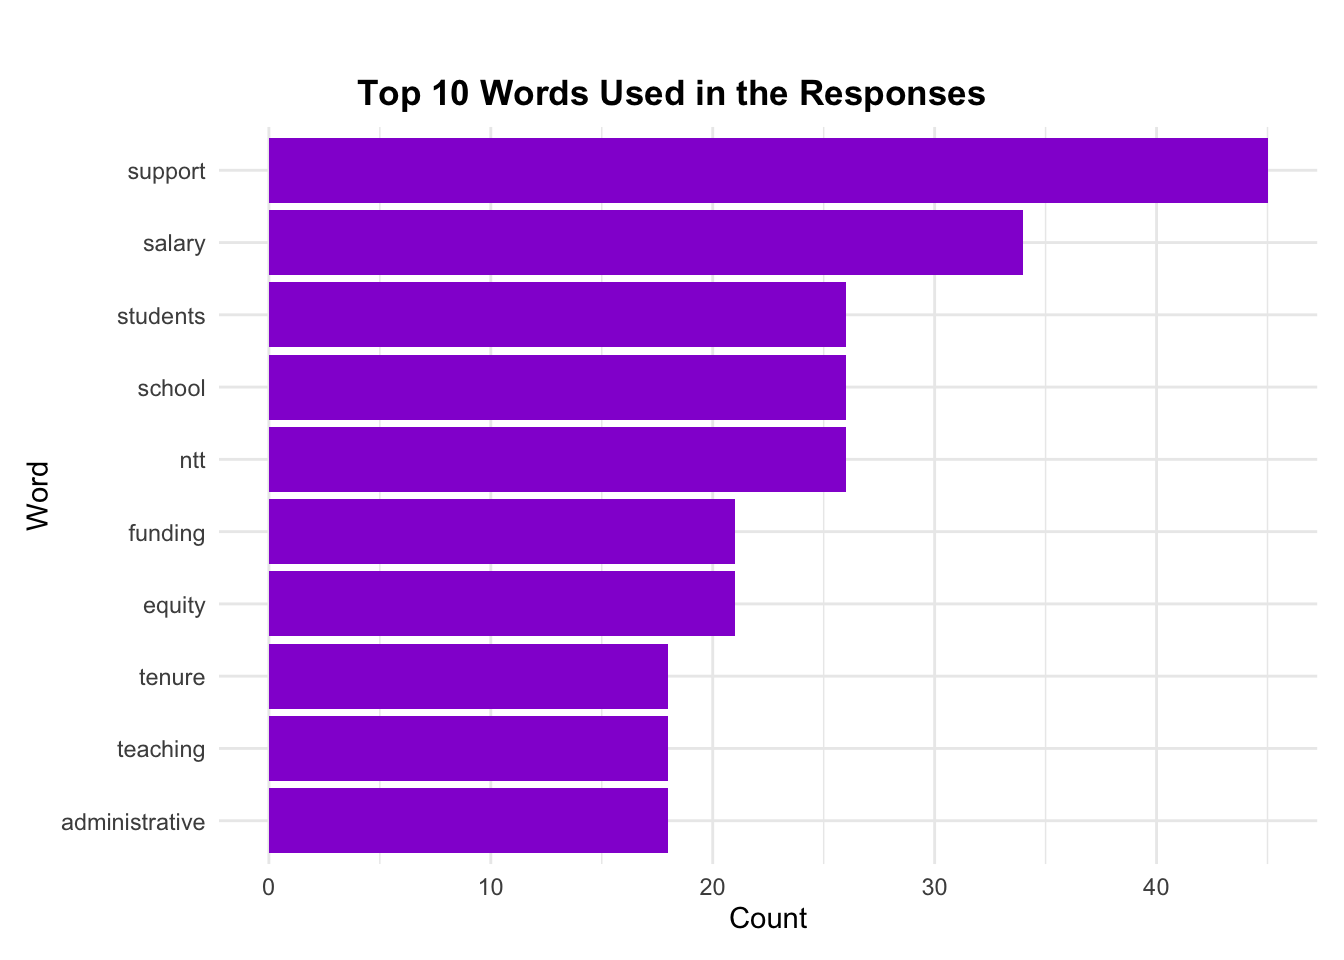 Top 10 Words Used in the Responses
support
salary
students
school
ntt
funding
equity
tenure
teaching
administrative
Word
0 10 20 30 40
Count